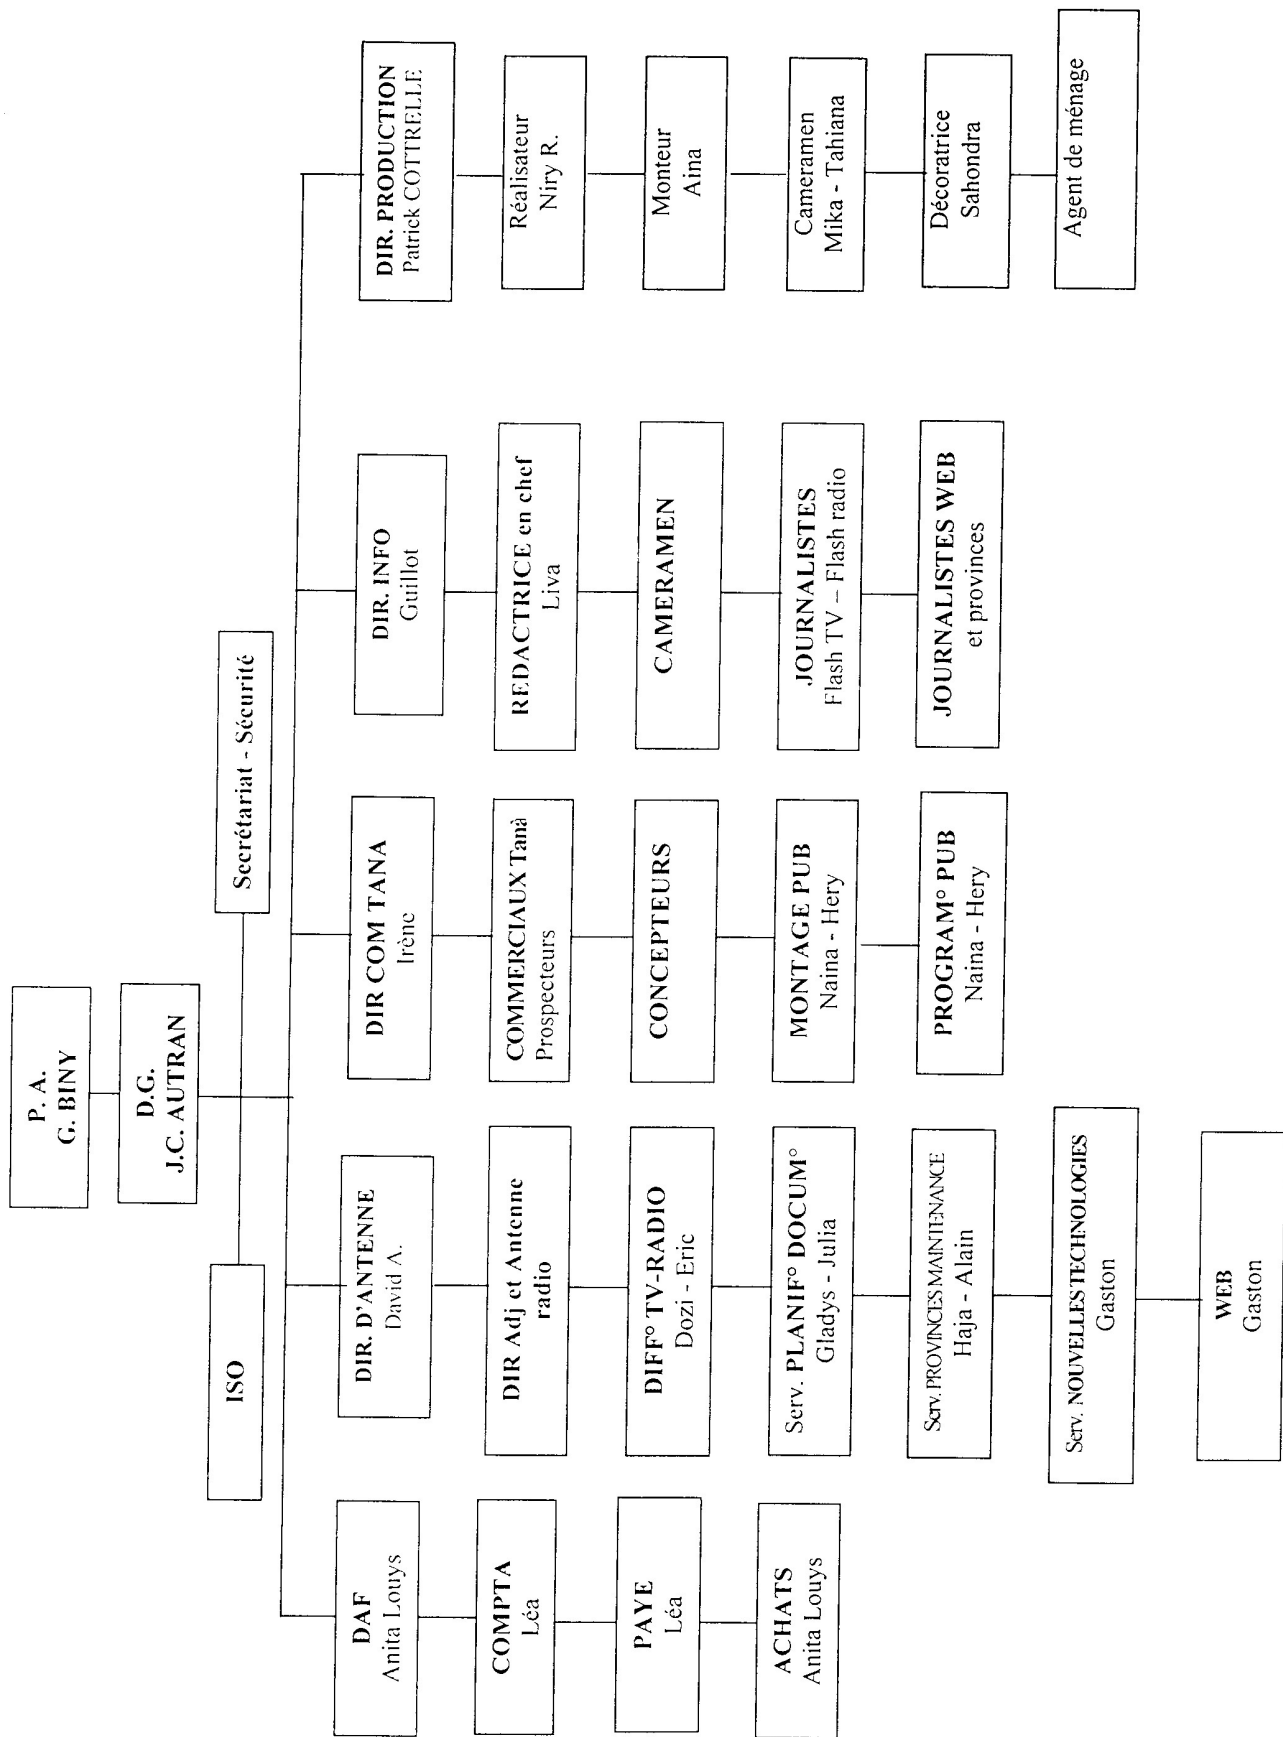 P. A.
G. BINY
D.G.
J.C. AUTRAN
ISO
Secrétariat - Sécurité
DAF
Anita Louys
COMPTA
Léa
PAYE
Léa
ACHATS
Anita Louys
DIR. D'ANTENNE
David A.
DIR Adj et Antenne
radio
DIFF° TV-RADIO
Dozi - Eric
Serv. PLANIF° DOCUM°
Gladys - Julia
Serv. PROVINCES MAINTENANCE
Haja - Alain
Serv. NOUVELLES TECHNOLOGIES
Gaston
WEB
Gaston
DIR COM TANA
Irène
COMMERCIAUX Tanà
Prospecteurs
CONCEPTEURS
MONTAGE PUB
Naina - Hery
PROGRAM° PUB
Naina - Hery
DIR. INFO
Guillot
REDACTRICE en chef
Liva
CAMERAMEN
JOURNALISTES
Flash TV – Flash radio
JOURNALISTES WEB
et provinces
DIR. PRODUCTION
Patrick COTTRELLE
Réalisateur
Niry R.
Monteur
Aina
Cameramen
Mika - Tahiana
Décoratrice
Sahondra
Agent de ménage